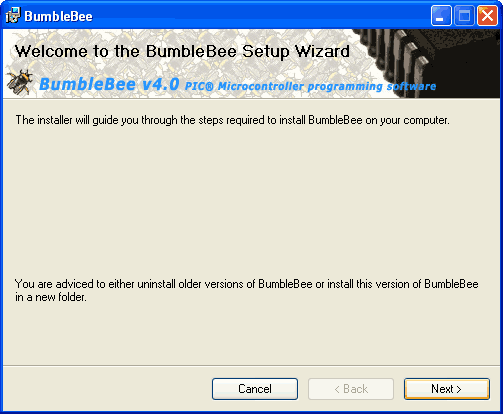 BumbleBee
Welcome to the BumbleBee Setup Wizard
BumbleBee v4.0 PIC® Microcontroller programming software
The installer will guide you through the steps required to install BumbleBee on your computer.
You are adviced to either uninstall older versions of BumbleBee or install this version of BumbleBee
in a new folder.
Cancel < Back Next >